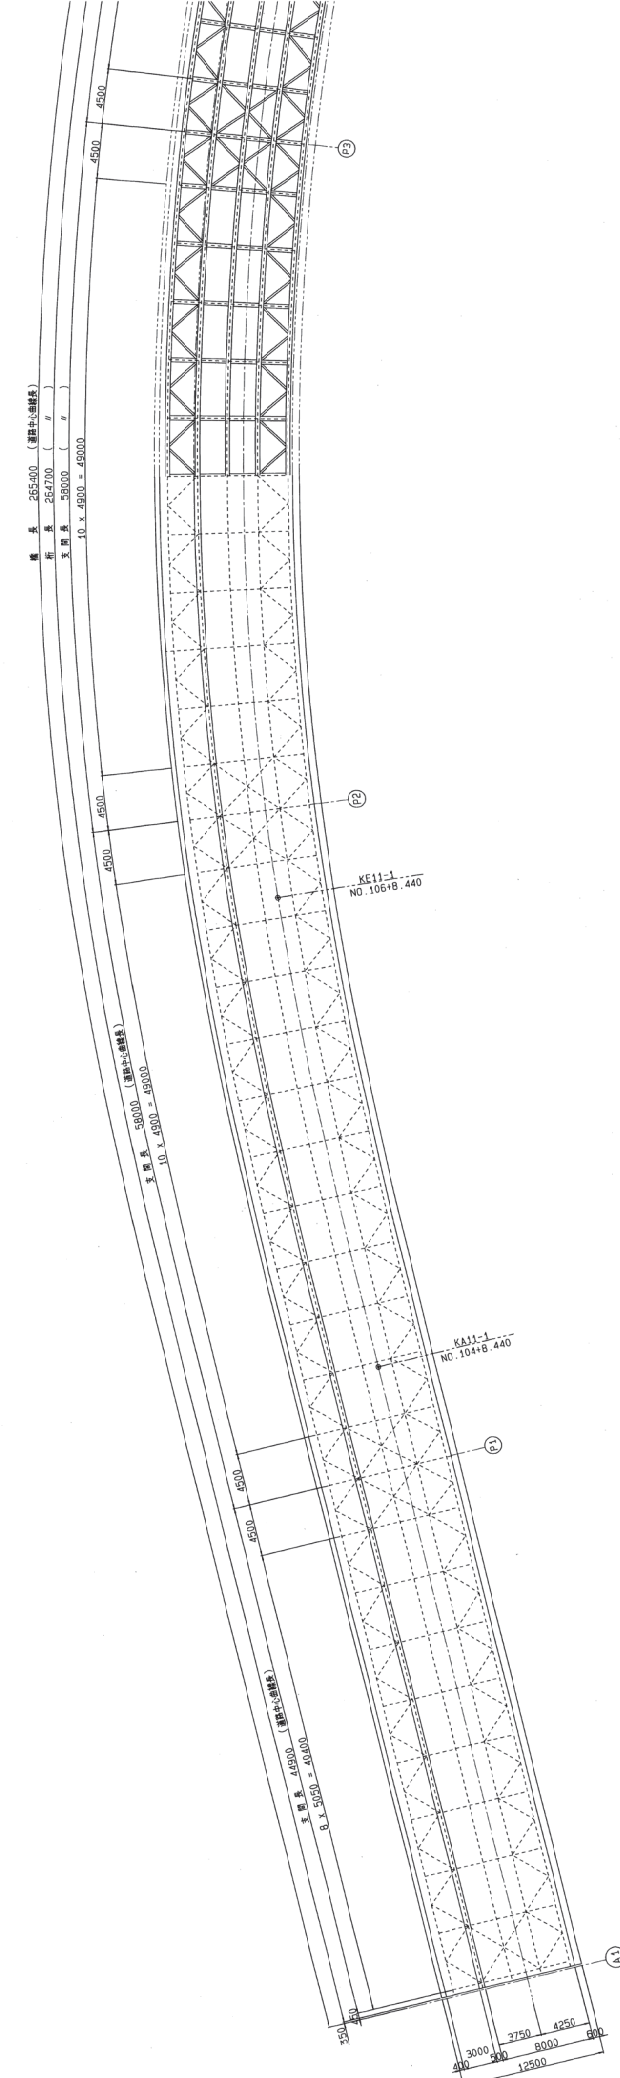 4500
4500
P3
橋 長 265400 (道路中心曲線長)
桁 長 264700 ( 〃 )
支 間 長 58000 ( 〃 )
10 x 4900 = 49000
4500
4500
P2
KE11-1
NO.106+8.440
支 間 長 58000 (道路中心曲線長)
10 x 4900 = 49000
KA11-1
NO.104+8.440
P1
4500
4500
支 間 長 44900 (道路中心曲線長)
8 x 5050 = 40400
A1
350
450
3750
4250
3000
8000
600
400
500
12500